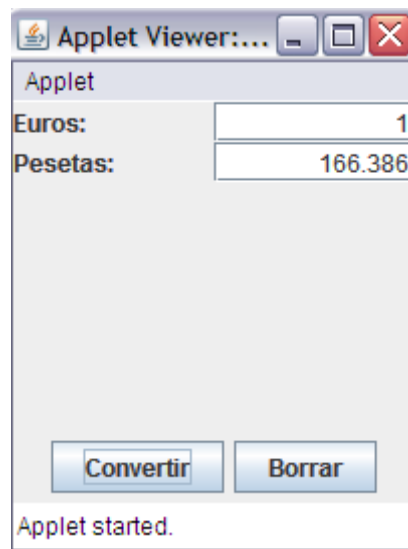 Applet Viewer:...
Applet
Euros: 1
Pesetas: 166.386
Convertir Borrar
Applet started.